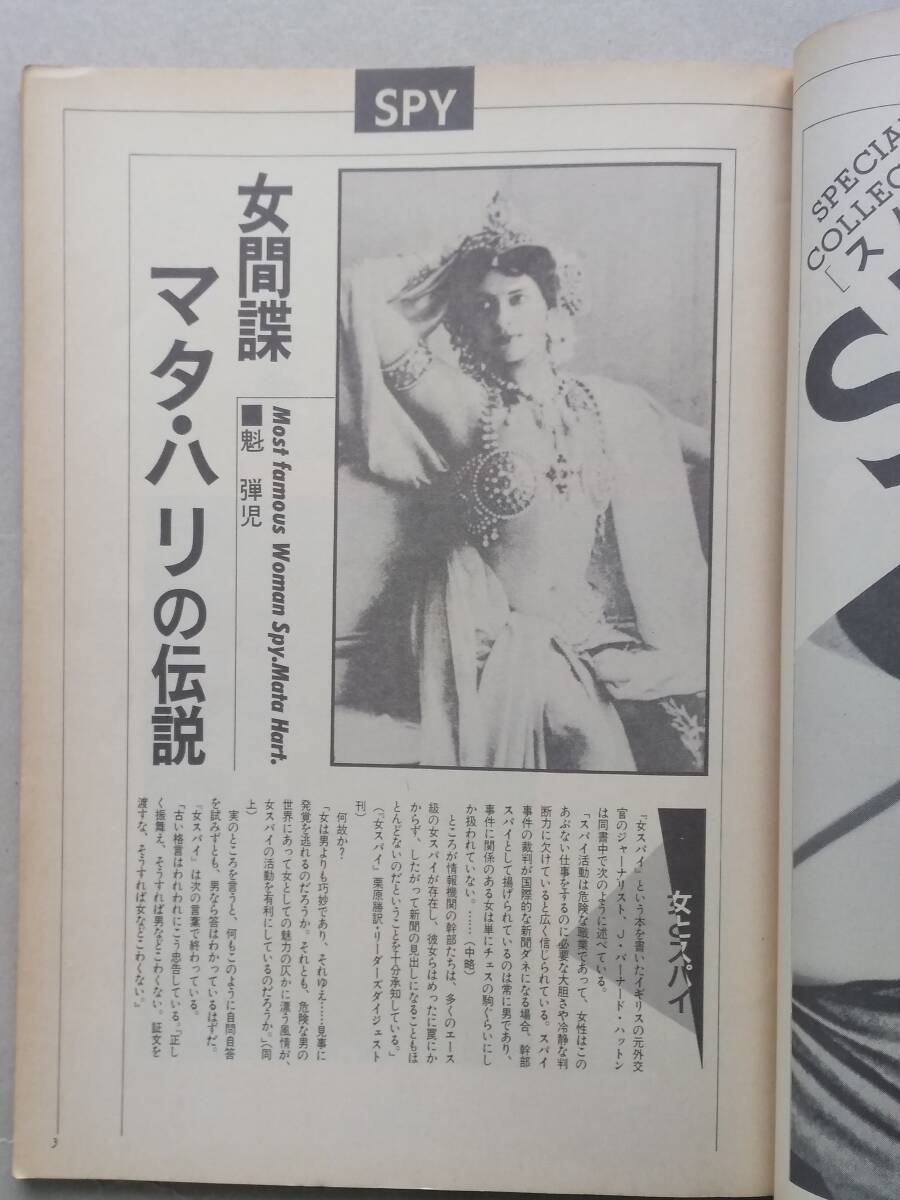 SPY
女間諜
マタ・ハリの伝説
Most famous Woman Spy. Mata Hart.
■魁 弾児
女とスパイ
『女スパイ』という本を書いたイギリスの元外交
官のジャーナリスト、J・バーナード・ハットン
は同書中で次のように述べている。
「スパイ活動は危険な職業であって、女性はこの
あぶない仕事をするのに必要な大胆さや冷静な判
断力に欠けていると広く信じられている。スパイ
事件の裁判が国際的な新聞ダネになる場合、幹部
スパイとして揚げられているのは常に男であり、
事件に関係のある女は単にチェスの駒ぐらいにし
か扱われていない。……(中略)
ところが情報機関の幹部たちは、多くのエース
級の女スパイが存在し、彼女らはめったに罠にか
からず、したがって新聞の見出しになることもほ
とんどないのだということを十分承知している。」
(『女スパイ』栗原勝訳・リーダーズダイジェスト
刊)
何故か?
「女は男よりも巧妙であり、それゆえ……見事に
発覚を逃れるのだろうか。それとも、危険な男の
世界にあって女としての魅力の仄かに漂う風情が、
女スパイの活動を有利にしているのだろうか。」(同
上)
実のところを言うと、何もこのように自問自答
を試みずとも、男なら答はわかっているはずだ。
『女スパイ』は次の言葉で終わっている。
「古い格言はわれわれにこう忠告している。『正し
く振舞え、そうすれば男などこわくない。証文を
渡すな、そうすれば女などこわくない。』
3
SPECIAL
COLLEC
[ス
S